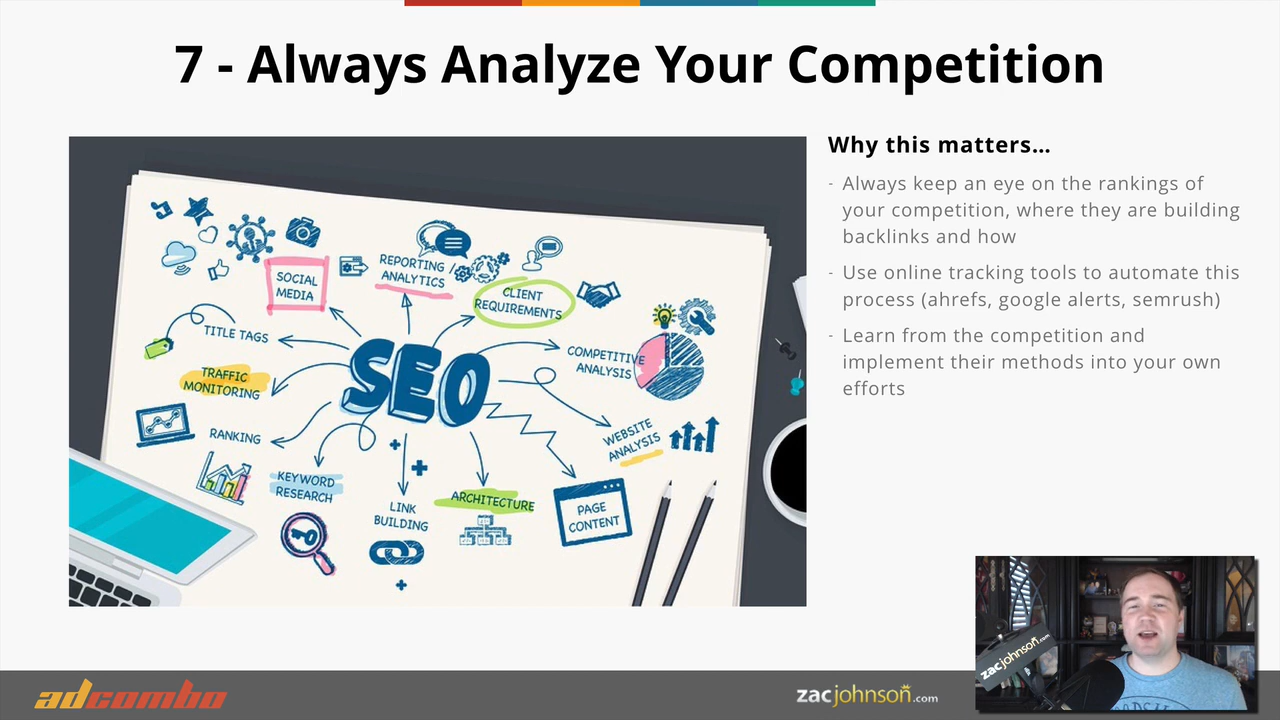 7 - Always Analyze Your Competition
Why this matters...
- Always keep an eye on the rankings of
your competition, where they are building
backlinks and how
- Use online tracking tools to automate this
process (ahrefs, google alerts, semrush)
- Learn from the competition and
implement their methods into your own
efforts
SOCIAL
MEDIA
REPORTING /
ANALYTICS
CLIENT
REQUIREMENTS
TITLE TAGS
SEO
COMPETITIVE
ANALYSIS
TRAFFIC
MONITORING
RANKING
WEBSITE
ANALYSIS
KEYWORD
RESEARCH
LINK
BUILDING
ARCHITECTURE
PAGE
CONTENT
adcombo
zacjohnson.com
zacjohnson.com